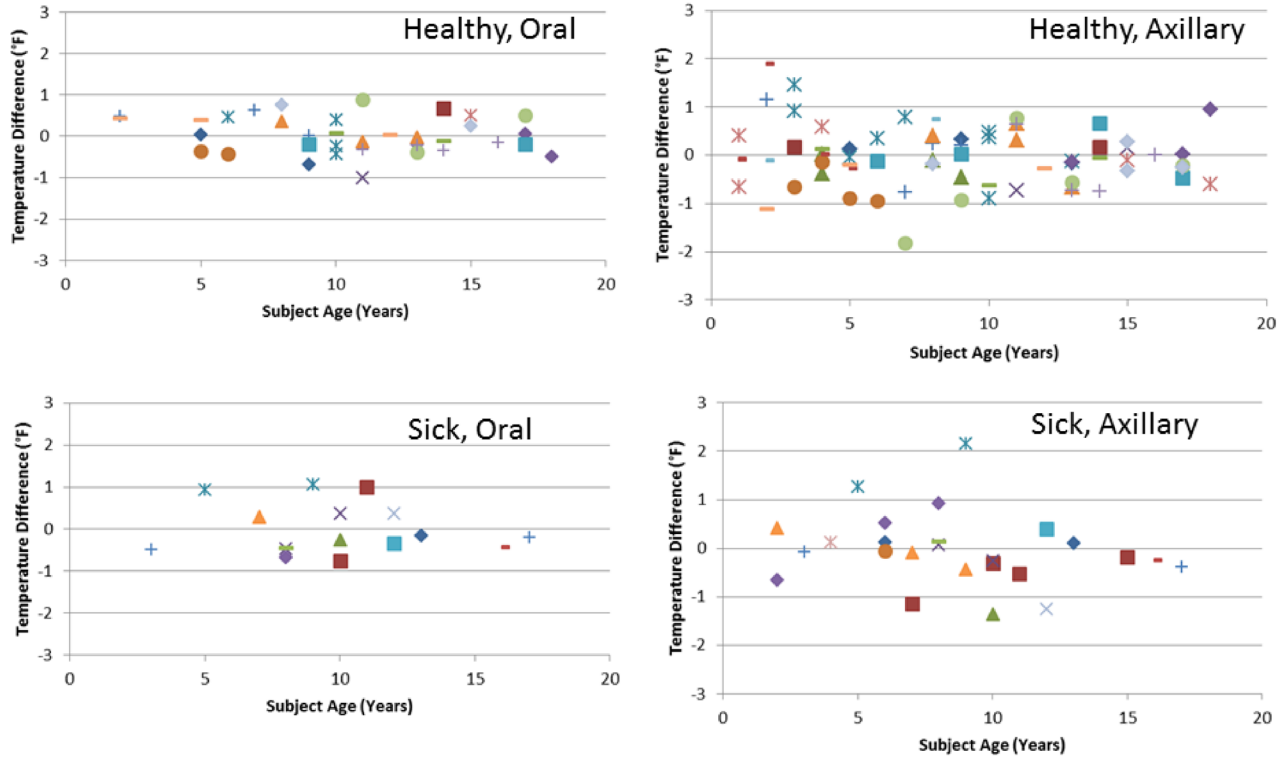 Healthy, Oral
Temperature Difference (°F)
3
2
1
0
-1
-2
-3
0 5 10 15 20
Subject Age (Years)
Healthy, Axillary
Temperature Difference (°F)
3
2
1
0
-1
-2
-3
0 5 10 15 20
Subject Age (Years)
Sick, Oral
Temperature Difference (°F)
3
2
1
0
-1
-2
-3
0 5 10 15 20
Subject Age (Years)
Sick, Axillary
Temperature Difference (°F)
3
2
1
0
-1
-2
-3
0 5 10 15 20
Subject Age (Years)